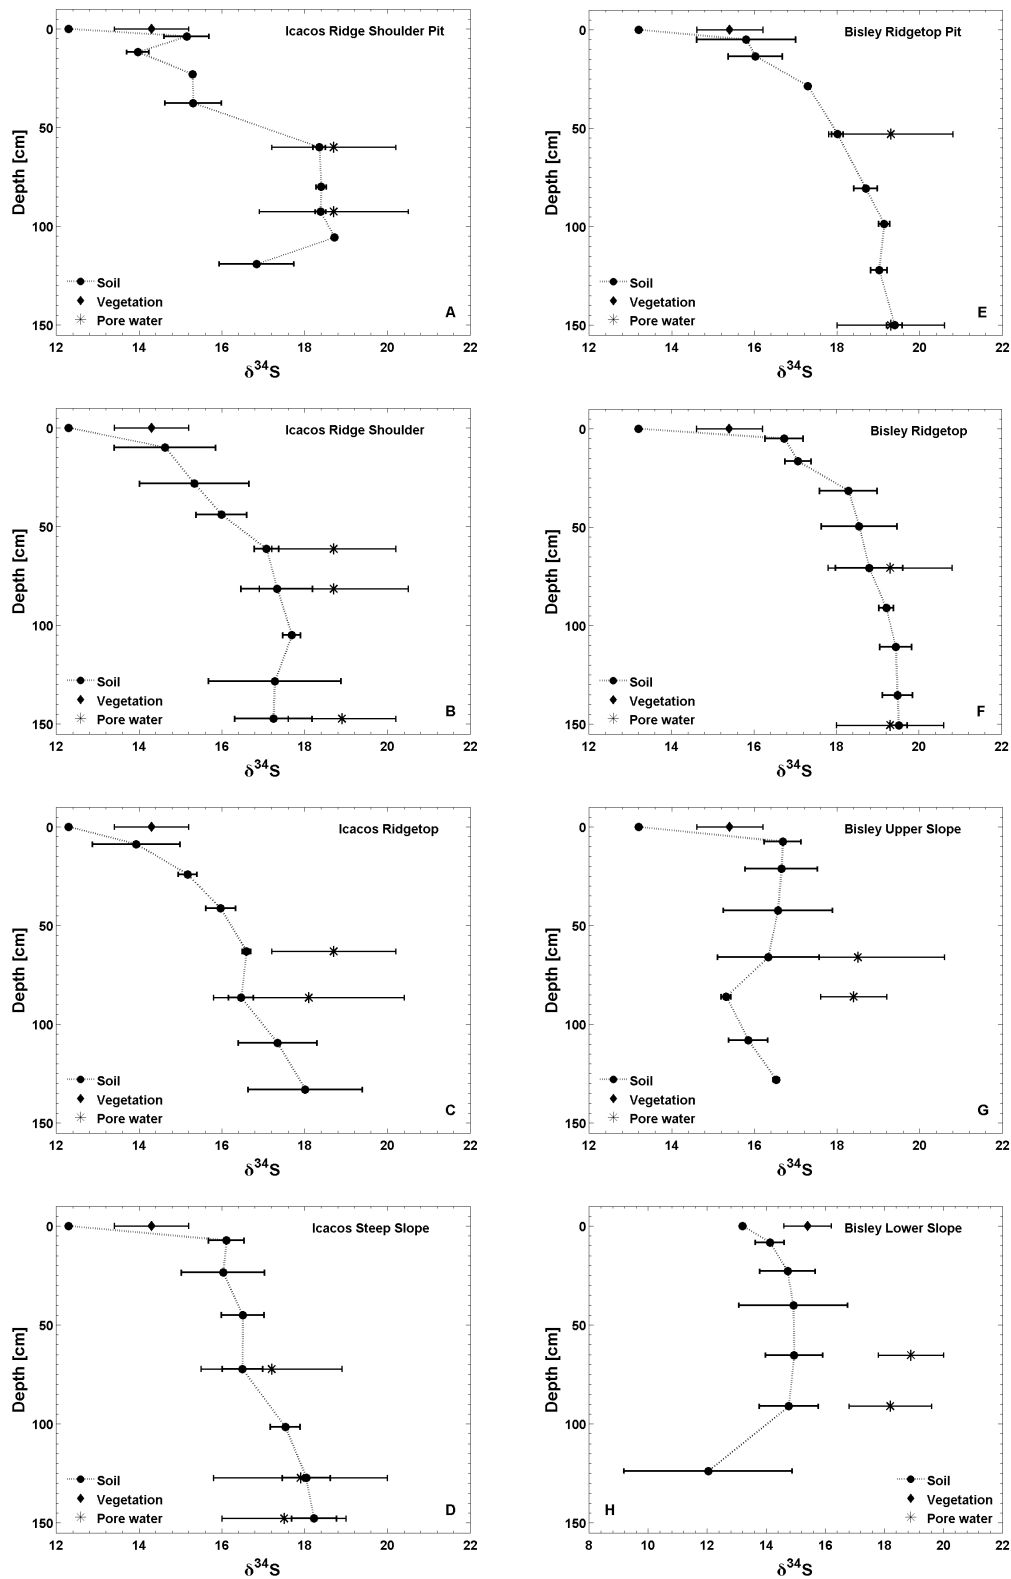 Icacos Ridge Shoulder Pit
0
50
100
150
Depth [cm]
Soil
Vegetation
Pore water
A
12 14 16 18 20 22
δ³⁴S
Bisley Ridgetop Pit
0
50
100
150
Depth [cm]
Soil
Vegetation
Pore water
E
12 14 16 18 20 22
δ³⁴S
Icacos Ridge Shoulder
0
50
100
150
Depth [cm]
Soil
Vegetation
Pore water
B
12 14 16 18 20 22
δ³⁴S
Bisley Ridgetop
0
50
100
150
Depth [cm]
Soil
Vegetation
Pore water
F
12 14 16 18 20 22
δ³⁴S
Icacos Ridgetop
0
50
100
150
Depth [cm]
Soil
Vegetation
Pore water
C
12 14 16 18 20 22
δ³⁴S
Bisley Upper Slope
0
50
100
150
Depth [cm]
Soil
Vegetation
Pore water
G
12 14 16 18 20 22
δ³⁴S
Icacos Steep Slope
0
50
100
150
Depth [cm]
Soil
Vegetation
Pore water
D
12 14 16 18 20 22
δ³⁴S
Bisley Lower Slope
0
50
100
150
Depth [cm]
H
Soil
Vegetation
Pore water
8 10 12 14 16 18 20 22
δ³⁴S